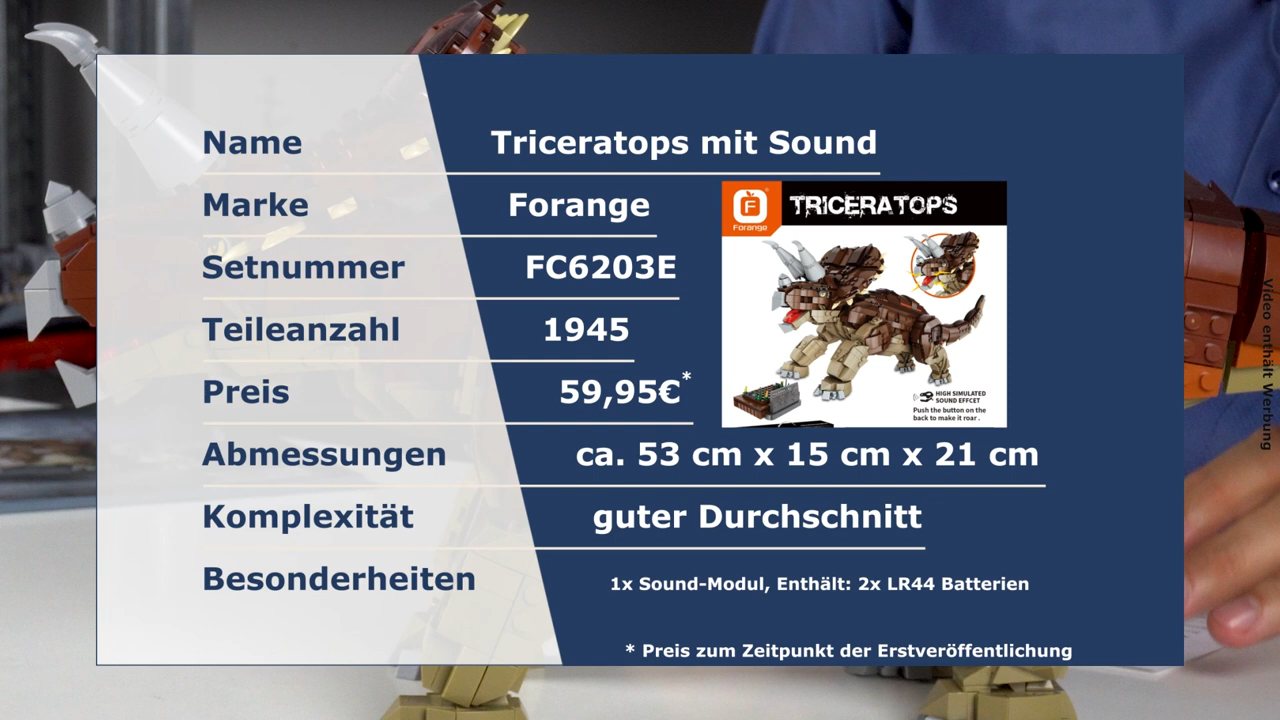 Name Triceratops mit Sound
Marke Forange
Setnummer FC6203E
Teileanzahl 1945
Preis 59,95€*
Abmessungen ca. 53 cm x 15 cm x 21 cm
Komplexität guter Durchschnitt
Besonderheiten 1x Sound-Modul, Enthält: 2x LR44 Batterien
* Preis zum Zeitpunkt der Erstveröffentlichung
F
Forange
TRICERATOPS
HIGH SIMULATED
SOUND EFFCET
Push the button on the
back to make it roar .
Video enthält Werbung